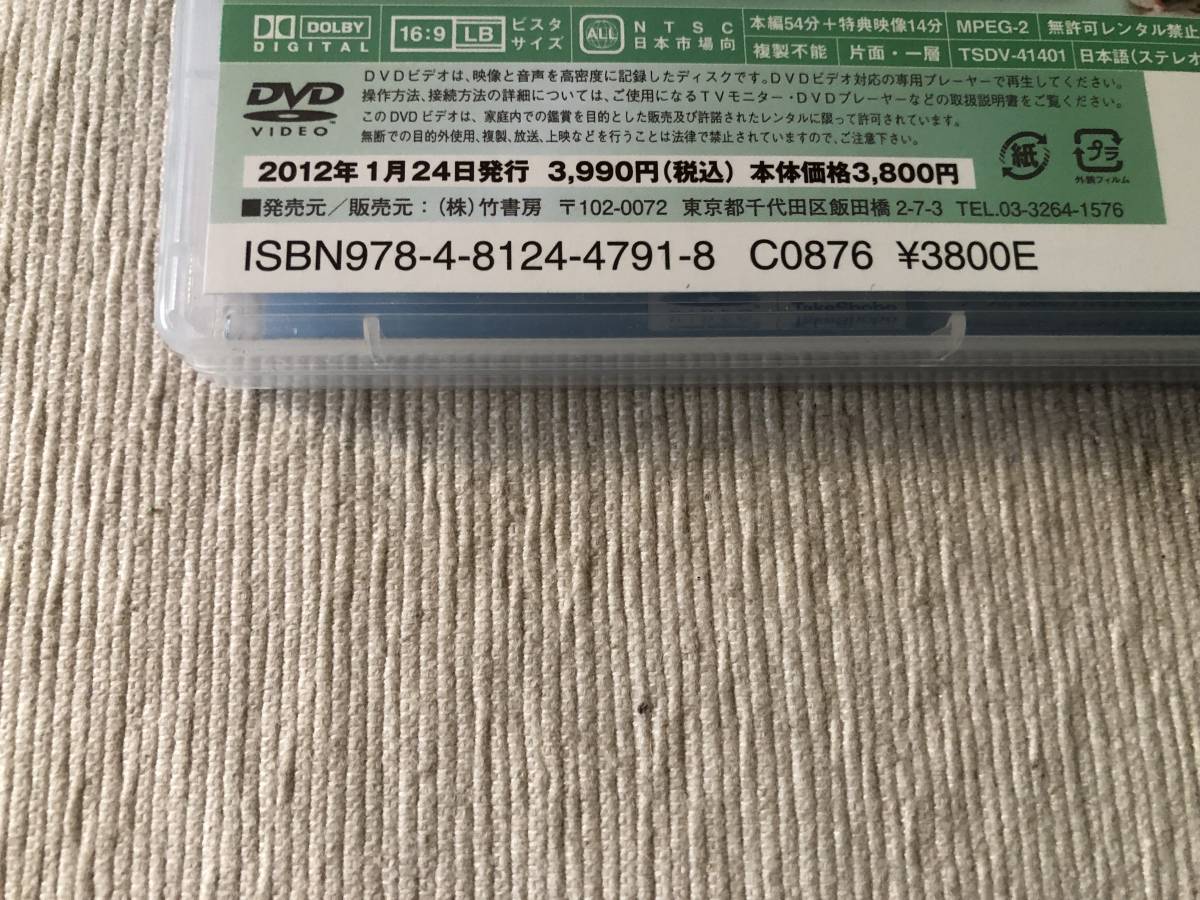 DOLBY
DIGITAL
16:9 LB
ビスタ
サイズ
ALL
NTSC
日本市場向
本編54分+特典映像14分
MPEG-2
無許可レンタル禁止
複製不能
片面・一層
TSDV-41401
日本語(ステレオ
DVD
VIDEO
DVDビデオは、映像と音声を高密度に記録したディスクです。DVDビデオ対応の専用プレーヤーで再生してください。
操作方法、接続方法の詳細については、ご使用になるTVモニター・DVDプレーヤーなどの取扱説明書をご覧ください。
このDVDビデオは、家庭内での鑑賞を目的とした販売及び許諾されたレンタルに限って許可されています。
無断での目的外使用、複製、放送、上映などを行うことは法律で禁止されていますので、ご注意下さい。
紙
プラ
外装フィルム
2012年1月24日発行 3,990円(税込) 本体価格3,800円
■発売元/販売元:(株)竹書房 〒102-0072 東京都千代田区飯田橋2-7-3 TEL.03-3264-1576
ISBN978-4-8124-4791-8 C0876 ¥3800E
TakeShobo